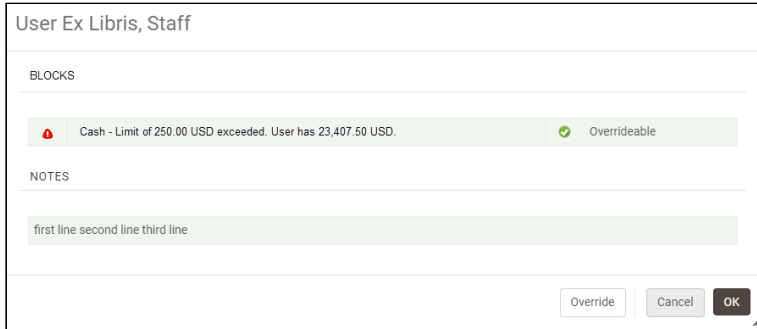 User Ex Libris, Staff
BLOCKS
Cash - Limit of 250.00 USD exceeded. User has 23,407.50 USD. Overrideable
NOTES
first line second line third line
Override Cancel OK